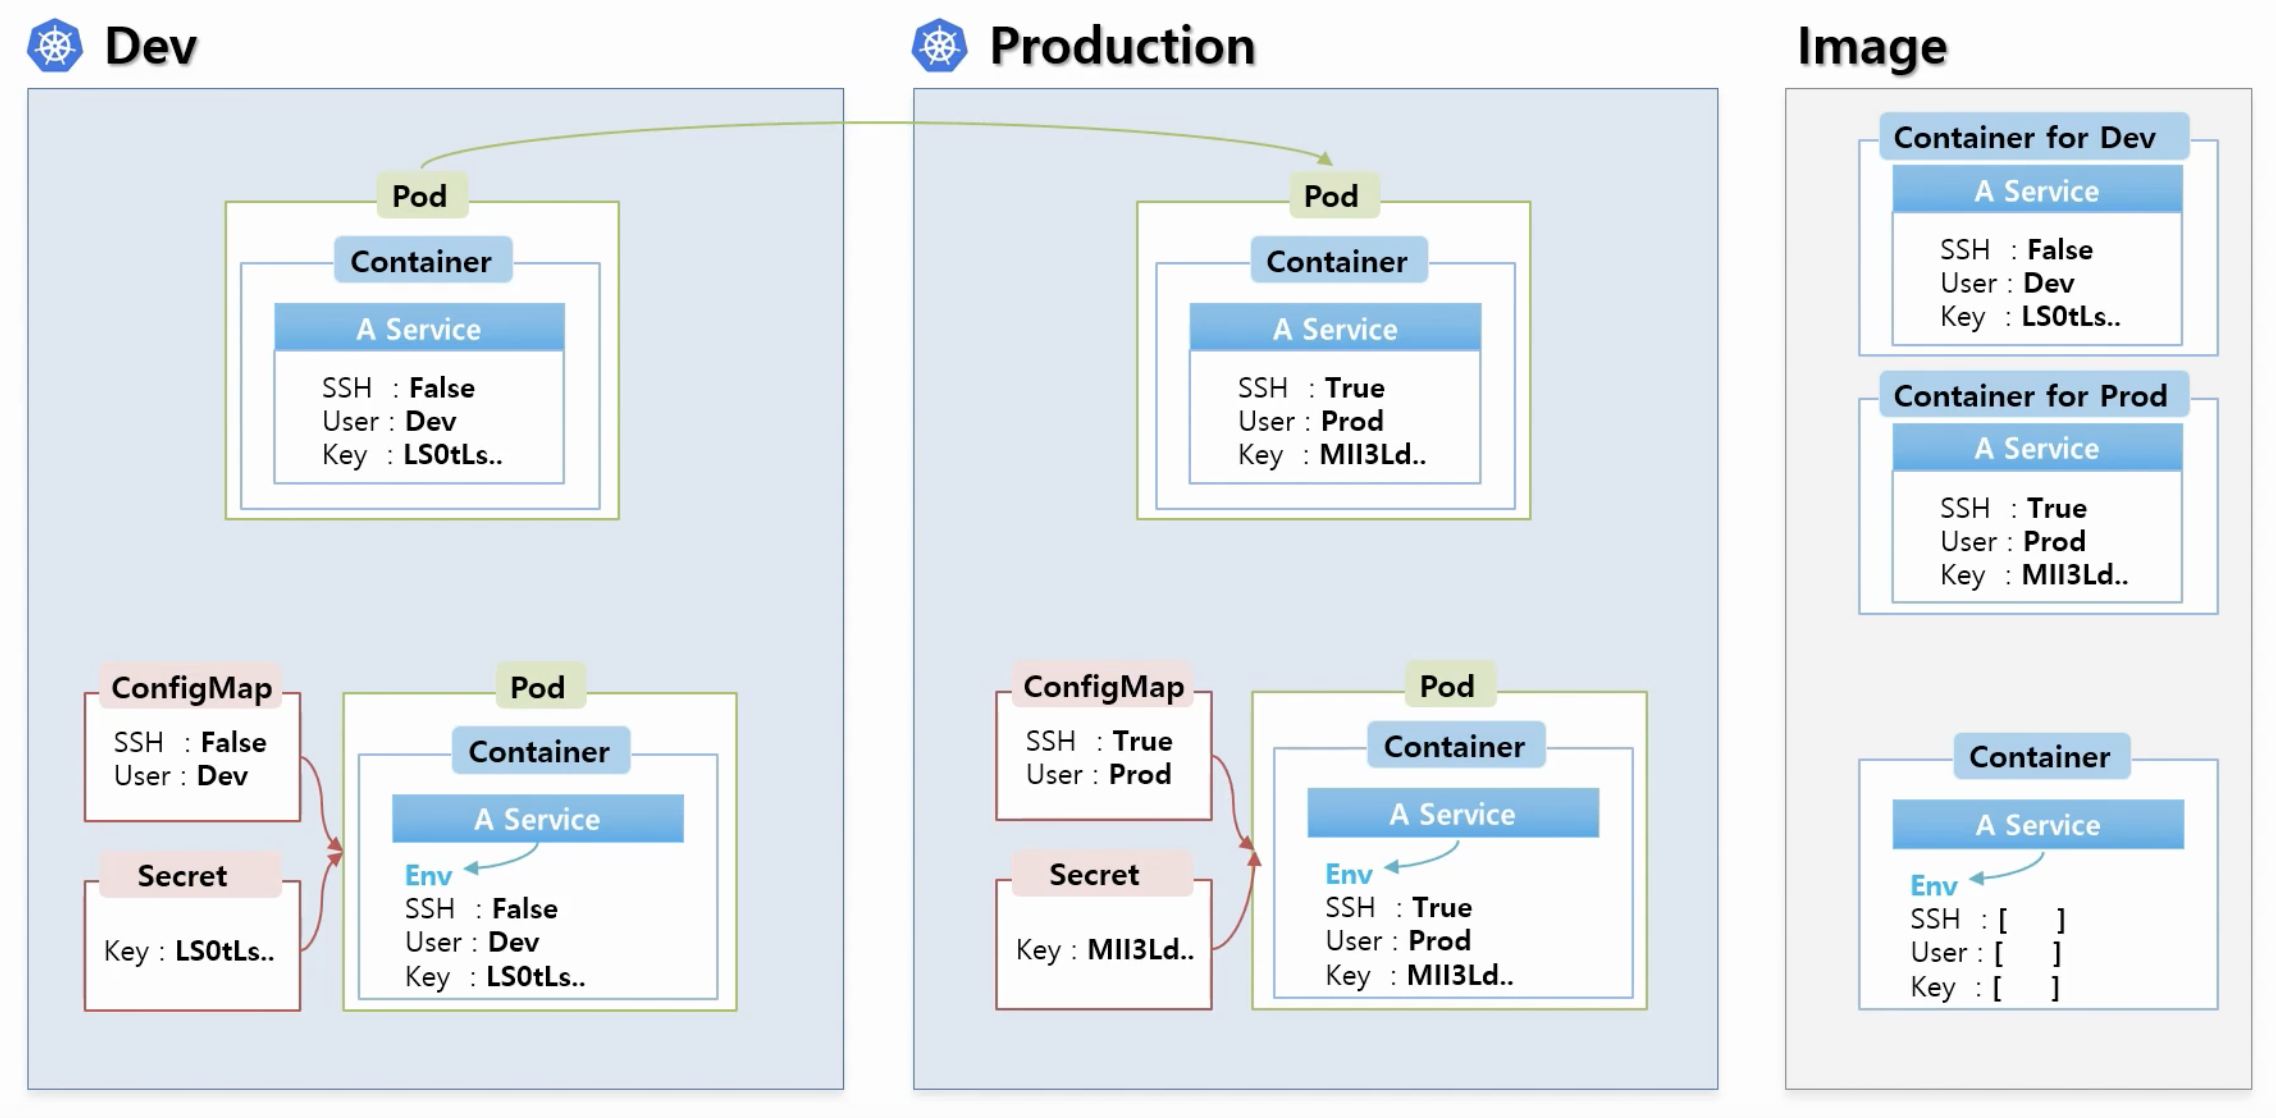 Dev
Pod
Container
A Service
SSH : False
User : Dev
Key : LS0tLs..
ConfigMap
SSH : False
User : Dev
Secret
Key : LS0tLs..
Pod
Container
A Service
Env
SSH : False
User : Dev
Key : LS0tLs..
Production
Pod
Container
A Service
SSH : True
User : Prod
Key : MII3Ld..
ConfigMap
SSH : True
User : Prod
Secret
Key : MII3Ld..
Pod
Container
A Service
Env
SSH : True
User : Prod
Key : MII3Ld..
Image
Container for Dev
A Service
SSH : False
User : Dev
Key : LS0tLs..
Container for Prod
A Service
SSH : True
User : Prod
Key : MII3Ld..
Container
A Service
Env
SSH : [ ]
User : [ ]
Key : [ ]